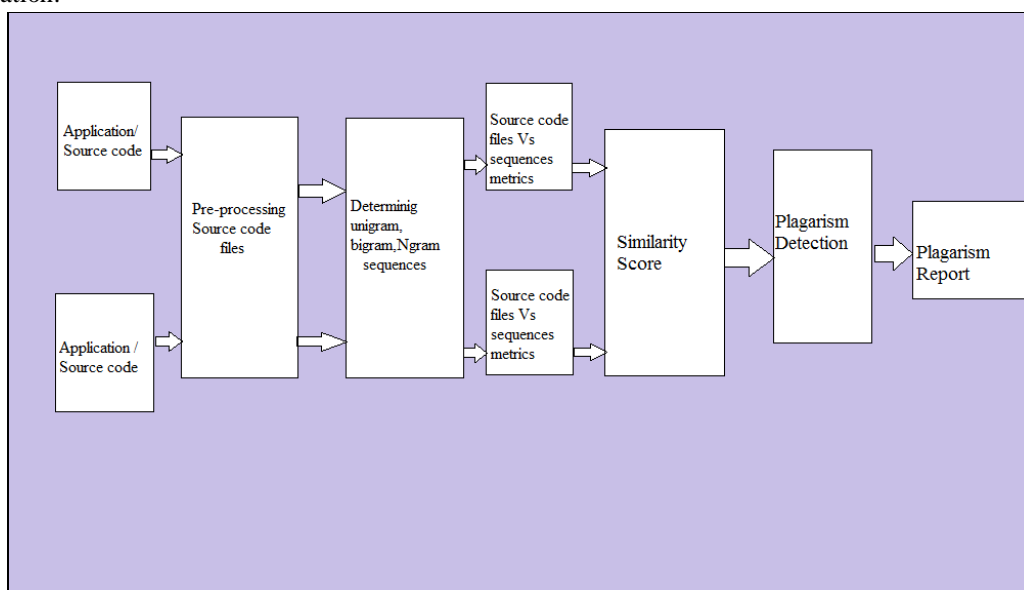 ation.
Application/
Source code
Application /
Source code
Pre-processing
Source code
files
Determinig
unigram,
bigram,Ngram
sequences
Source code
files Vs
sequences
metrics
Source code
files Vs
sequences
metrics
Similarity
Score
Plagarism
Detection
Plagarism
Report